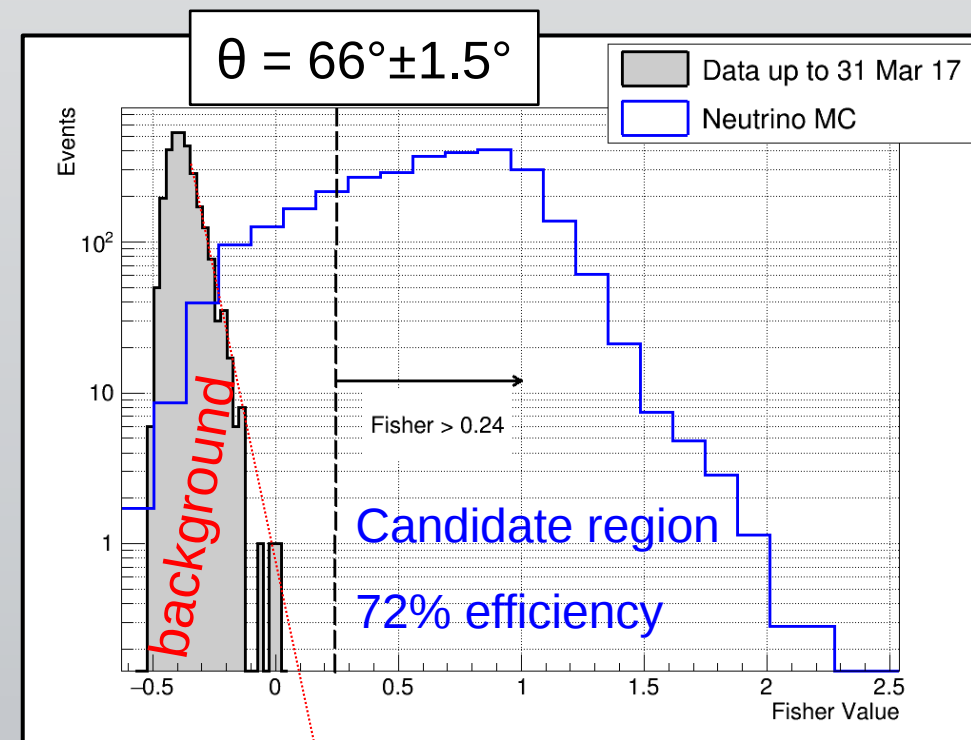 θ = 66°±1.5°
Data up to 31 Mar 17
Neutrino MC
Events
10²
10
1
background
Fisher > 0.24
Candidate region
72% efficiency
−0.5 0 0.5 1 1.5 2 2.5
Fisher Value